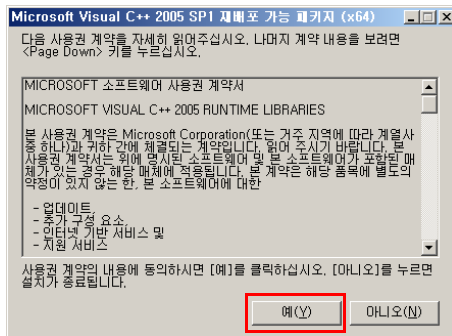 Microsoft Visual C++ 2005 SP1 재배포 가능 패키지 (x64)
다음 사용권 계약을 자세히 읽어주십시오. 나머지 계약 내용을 보려면
<Page Down> 키를 누르십시오.
MICROSOFT 소프트웨어 사용권 계약서
MICROSOFT VISUAL C++ 2005 RUNTIME LIBRARIES
본 사용권 계약은 Microsoft Corporation(또는 거주 지역에 따라 계열사
중 하나)과 귀하 간에 체결되는 계약입니다. 읽어 주시기 바랍니다. 본
사용권 계약서는 위에 명시된 소프트웨어 및 본 소프트웨어가 포함된 매
체가 있는 경우 해당 매체에 적용됩니다. 본 계약은 해당 품목에 별도의
약정이 있지 않는 한, 본 소프트웨어에 대한
- 업데이트,
- 추가 구성 요소,
- 인터넷 기반 서비스 및
- 지원 서비스
사용권 계약의 내용에 동의하시면 [예]를 클릭하십시오. [아니오]를 누르면
설치가 종료됩니다.
예(Y)
아니오(N)